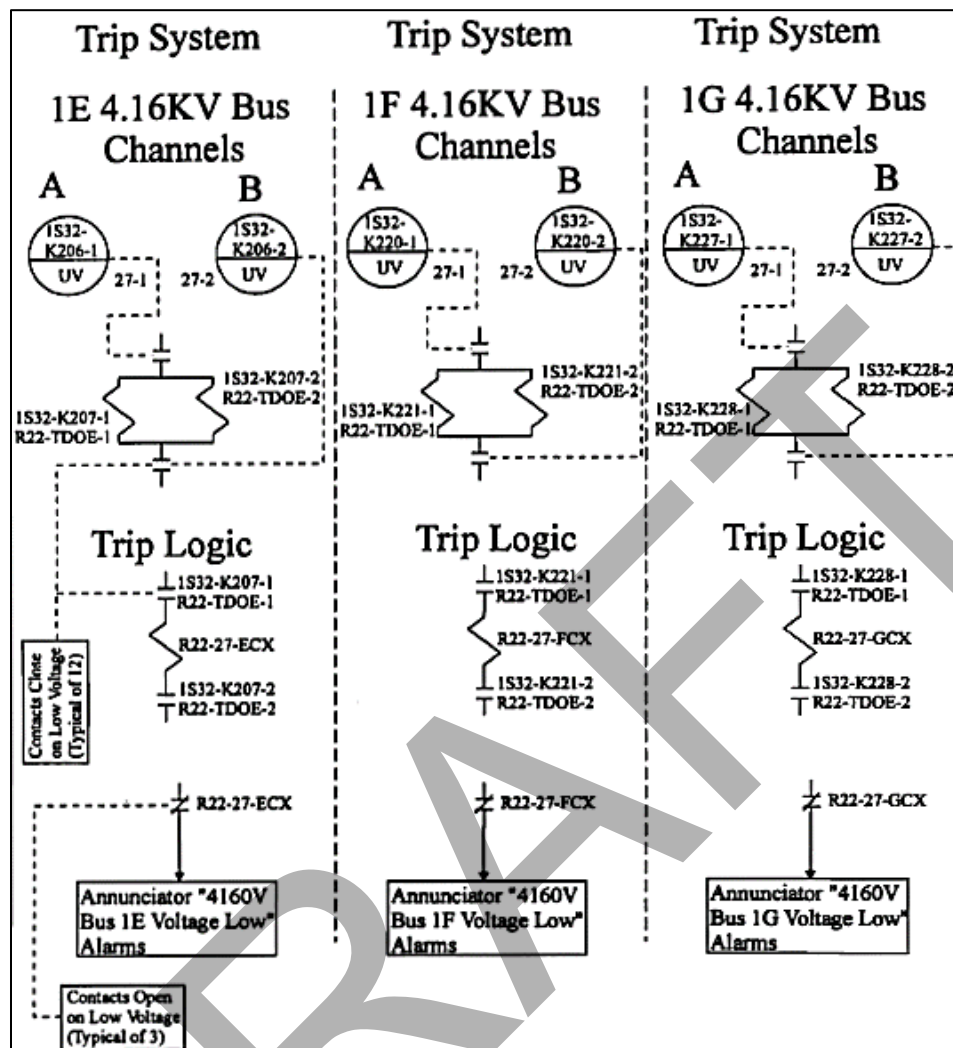 Trip System
1E 4.16KV Bus
Channels
A
B
1S32-
K206-1
UV
27-1
27-2
1S32-
K206-2
UV
1S32-K207-2
R22-TDOE-2
1S32-K207-1
R22-TDOE-1
Trip Logic
1S32-K207-1
R22-TDOE-1
R22-27-ECX
1S32-K207-2
R22-TDOE-2
Contacts Close
on Low Voltage
(Typical of 12)
R22-27-ECX
Annunciator "4160V
Bus 1E Voltage Low"
Alarms
Contacts Open
on Low Voltage
(Typical of 3)
Trip System
1F 4.16KV Bus
Channels
A
B
1S32-
K220-1
UV
27-1
27-2
1S32-
K220-2
UV
1S32-K221-2
R22-TDOE-2
1S32-K221-1
R22-TDOE-1
Trip Logic
1S32-K221-1
R22-TDOE-1
R22-27-FCX
1S32-K221-2
R22-TDOE-2
R22-27-FCX
Annunciator "4160V
Bus 1F Voltage Low"
Alarms
Trip System
1G 4.16KV Bus
Channels
A
B
1S32-
K227-1
UV
27-1
27-2
1S32-
K227-2
UV
1S32-K228-2
R22-TDOE-2
1S32-K228-1
R22-TDOE-1
Trip Logic
1S32-K228-1
R22-TDOE-1
R22-27-GCX
1S32-K228-2
R22-TDOE-2
R22-27-GCX
Annunciator "4160V
Bus 1G Voltage Low"
Alarms
RAFT